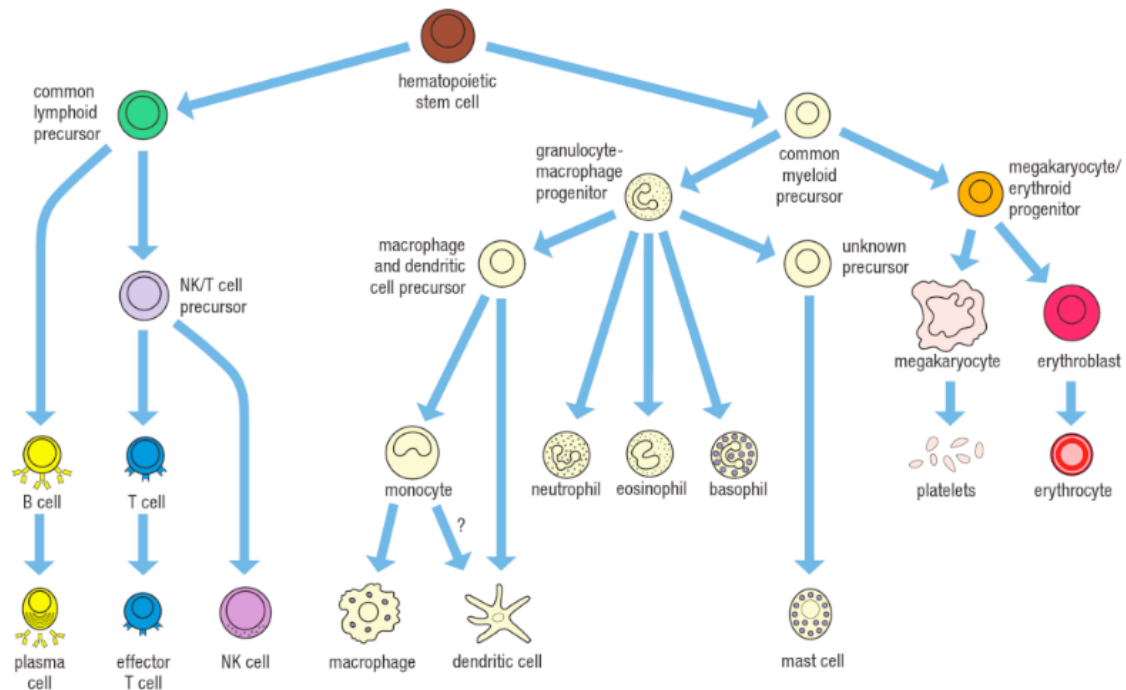 hematopoietic
stem cell
common
lymphoid
precursor
granulocyte-
macrophage
progenitor
common
myeloid
precursor
megakaryocyte/
erythroid
progenitor
macrophage
and dendritic
cell precursor
unknown
precursor
NK/T cell
precursor
megakaryocyte
erythroblast
B cell
T cell
monocyte
neutrophil
eosinophil
basophil
platelets
erythrocyte
?
plasma
cell
effector
T cell
NK cell
macrophage
dendritic cell
mast cell